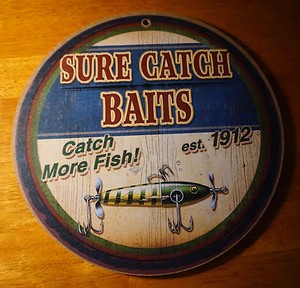 SURE CATCH
BAITS
Catch
More Fish!
est. 1912